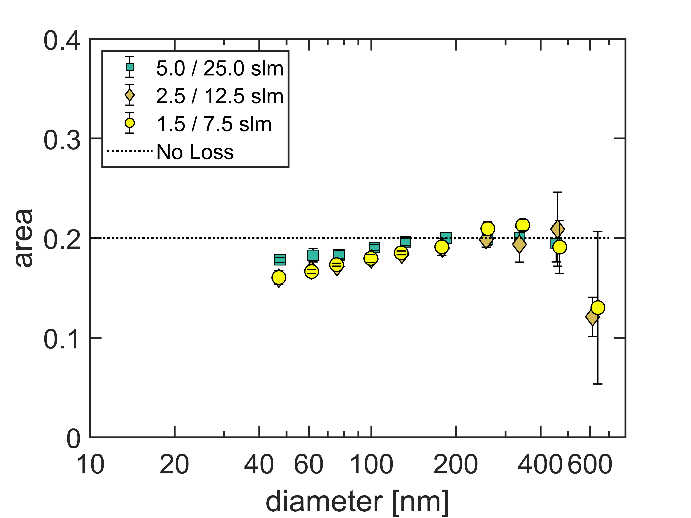 0.4
0.3
0.2
0.1
0
area
5.0 / 25.0 slm
2.5 / 12.5 slm
1.5 / 7.5 slm
No Loss
10 20 40 60 100 200 400 600
diameter [nm]